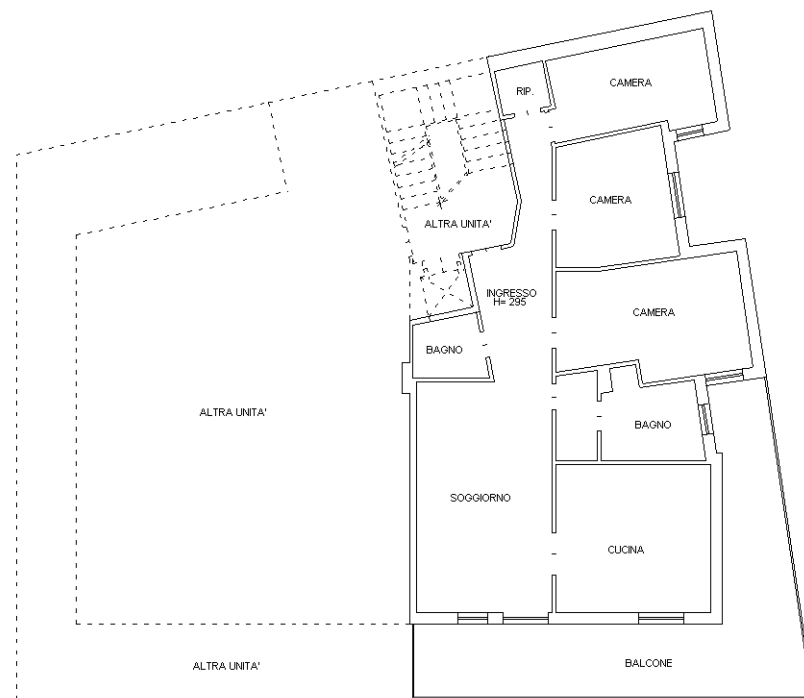 CAMERA
RIP.
CAMERA
ALTRA UNITA'
INGRESSO
H= 295
CAMERA
BAGNO
ALTRA UNITA'
BAGNO
SOGGIORNO
CUCINA
ALTRA UNITA'
BALCONE